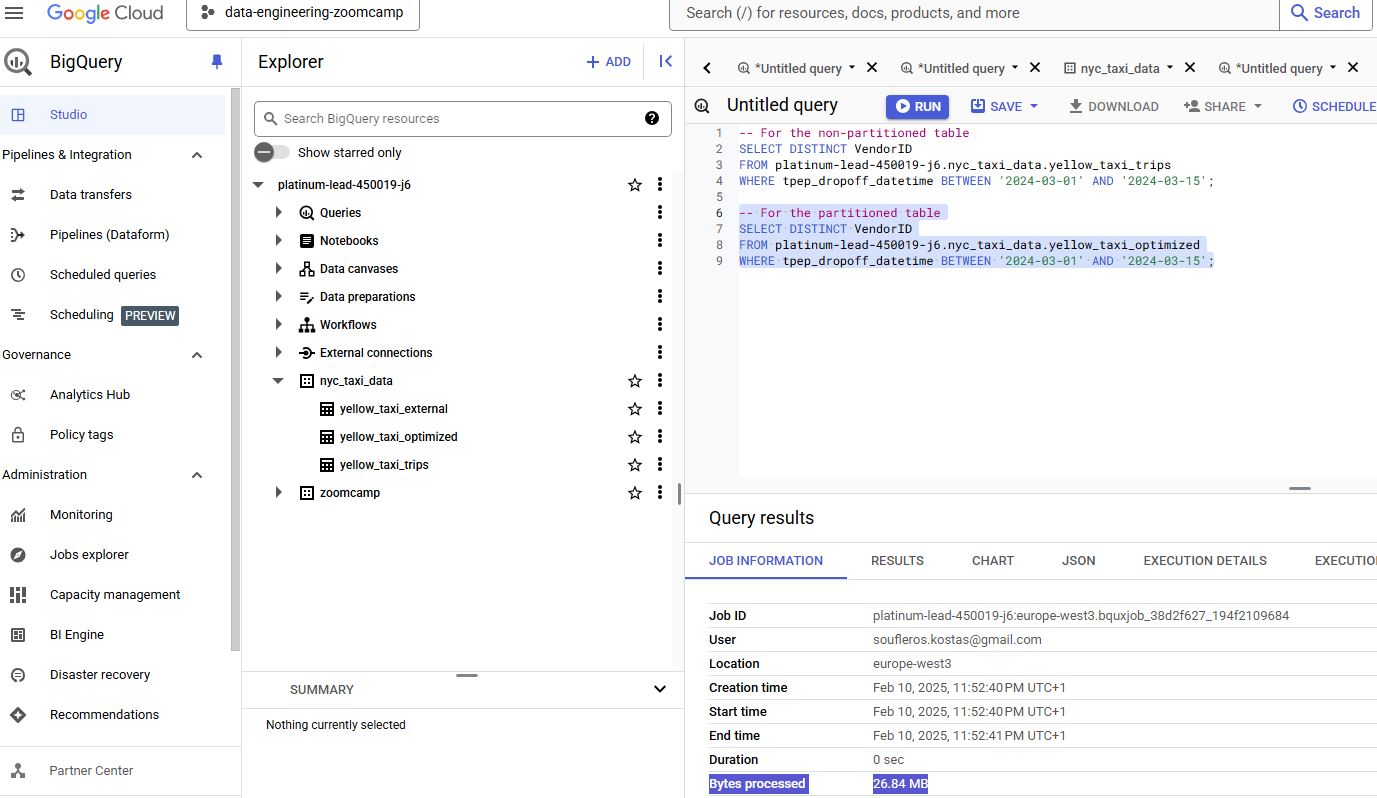 Google Cloud
data-engineering-zoomcamp
Search (/) for resources, docs, products, and more
Search
BigQuery
Studio
Pipelines & Integration
Data transfers
Pipelines (Dataform)
Scheduled queries
Scheduling PREVIEW
Governance
Analytics Hub
Policy tags
Administration
Monitoring
Jobs explorer
Capacity management
BI Engine
Disaster recovery
Recommendations
Partner Center
Explorer
+ ADD
Search BigQuery resources
Show starred only
platinum-lead-450019-j6
Queries
Notebooks
Data canvases
Data preparations
Workflows
External connections
nyc_taxi_data
yellow_taxi_external
yellow_taxi_optimized
yellow_taxi_trips
zoomcamp
SUMMARY
Nothing currently selected
*Untitled query
*Untitled query
nyc_taxi_data
*Untitled query
Untitled query
RUN
SAVE
DOWNLOAD
SHARE
SCHEDULE
1 -- For the non-partitioned table
2 SELECT DISTINCT VendorID
3 FROM platinum-lead-450019-j6.nyc_taxi_data.yellow_taxi_trips
4 WHERE tpep_dropoff_datetime BETWEEN '2024-03-01' AND '2024-03-15';
5
6 -- For the partitioned table
7 SELECT DISTINCT VendorID
8 FROM platinum-lead-450019-j6.nyc_taxi_data.yellow_taxi_optimized
9 WHERE tpep_dropoff_datetime BETWEEN '2024-03-01' AND '2024-03-15';
Query results
JOB INFORMATION
RESULTS
CHART
JSON
EXECUTION DETAILS
EXECUTIO
Job ID platinum-lead-450019-j6:europe-west3.bquxjob_38d2f627_194f2109684
User soufleros.kostas@gmail.com
Location europe-west3
Creation time Feb 10, 2025, 11:52:40 PM UTC+1
Start time Feb 10, 2025, 11:52:40 PM UTC+1
End time Feb 10, 2025, 11:52:41 PM UTC+1
Duration 0 sec
Bytes processed 26.84 MB